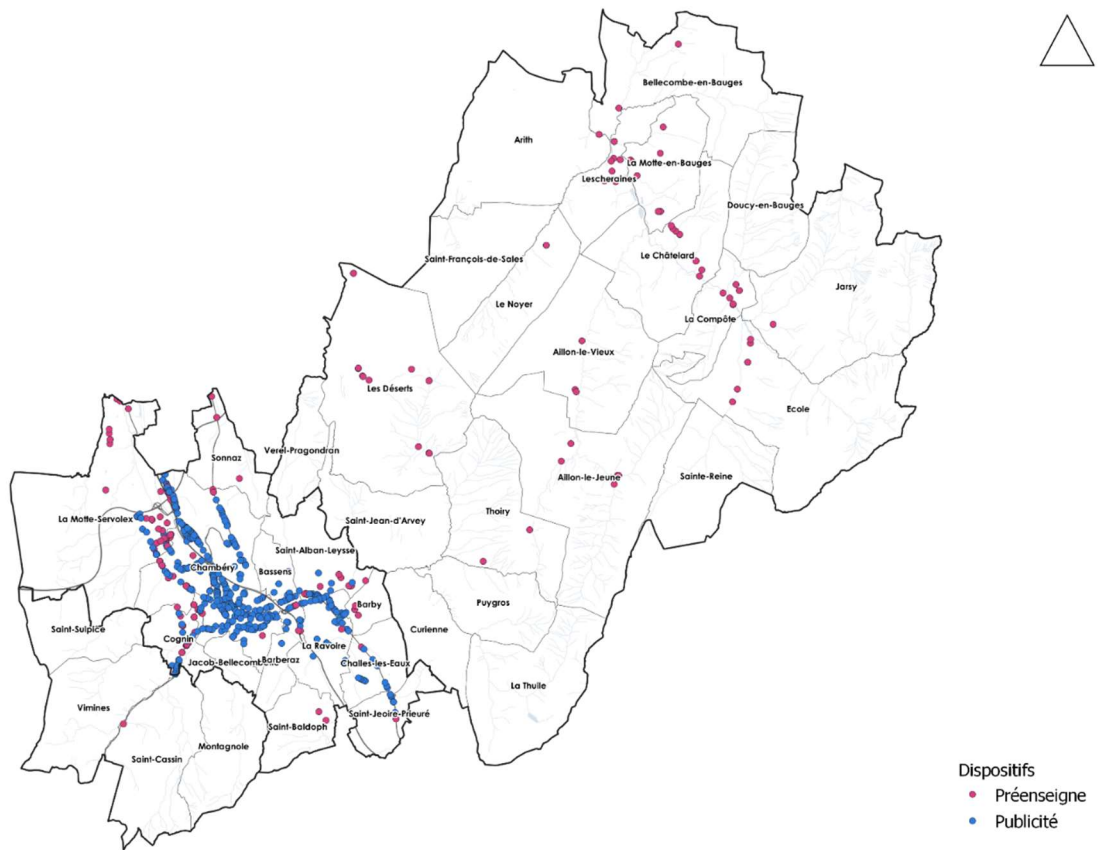 Bellecombe-en-Bauges
Arith
La Motte-en-Bauges
Lescheraines
Doucy-en-Bauges
Saint-François-de-Sales
Le Châtelard
Jarsy
Le Noyer
La Compôte
Aillon-le-Vieux
Les Déserts
Ecole
Verel-Pragondran
Sonnaz
Aillon-le-Jeune
Sainte-Reine
Thoiry
La Motte-Servolex
Saint-Jean-d'Arvey
Saint-Alban-Leysse
Chambéry
Bassens
Puygros
Barby
Saint-Sulpice
Curienne
Cognin
La Ravoire
Jacob-Bellecombette
Barberaz
Challes-les-Eaux
La Thuile
Vimines
Saint-Jeoire-Prieuré
Saint-Baldoph
Montagnole
Saint-Cassin
Dispositifs
Préenseigne
Publicité